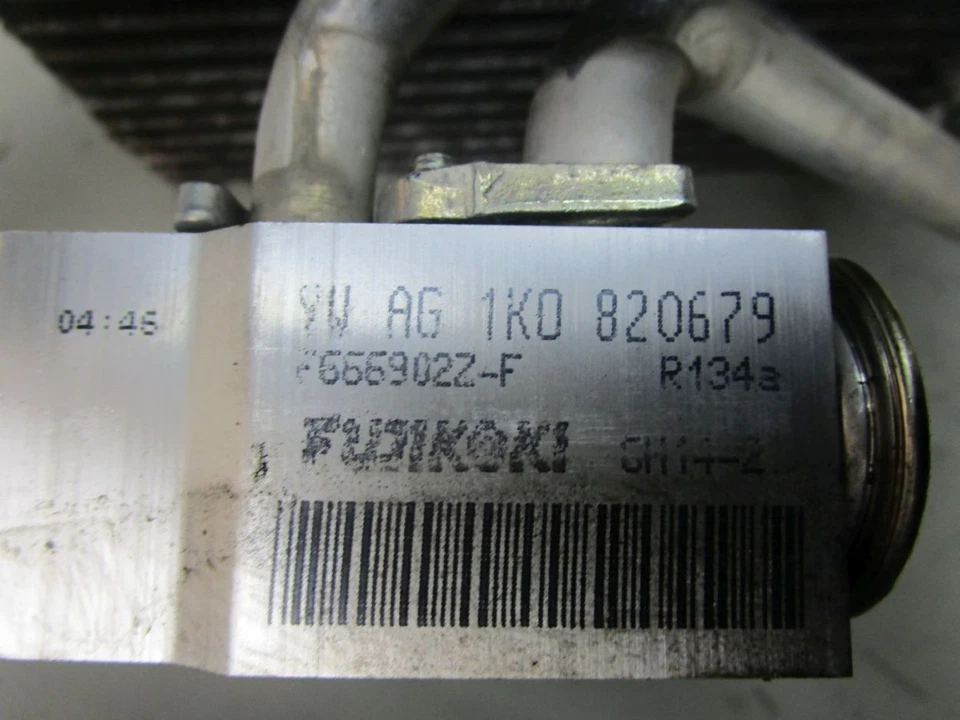 04:46
VW AG 1K0 820679
F666902Z-F R134a
FUJIKOKI